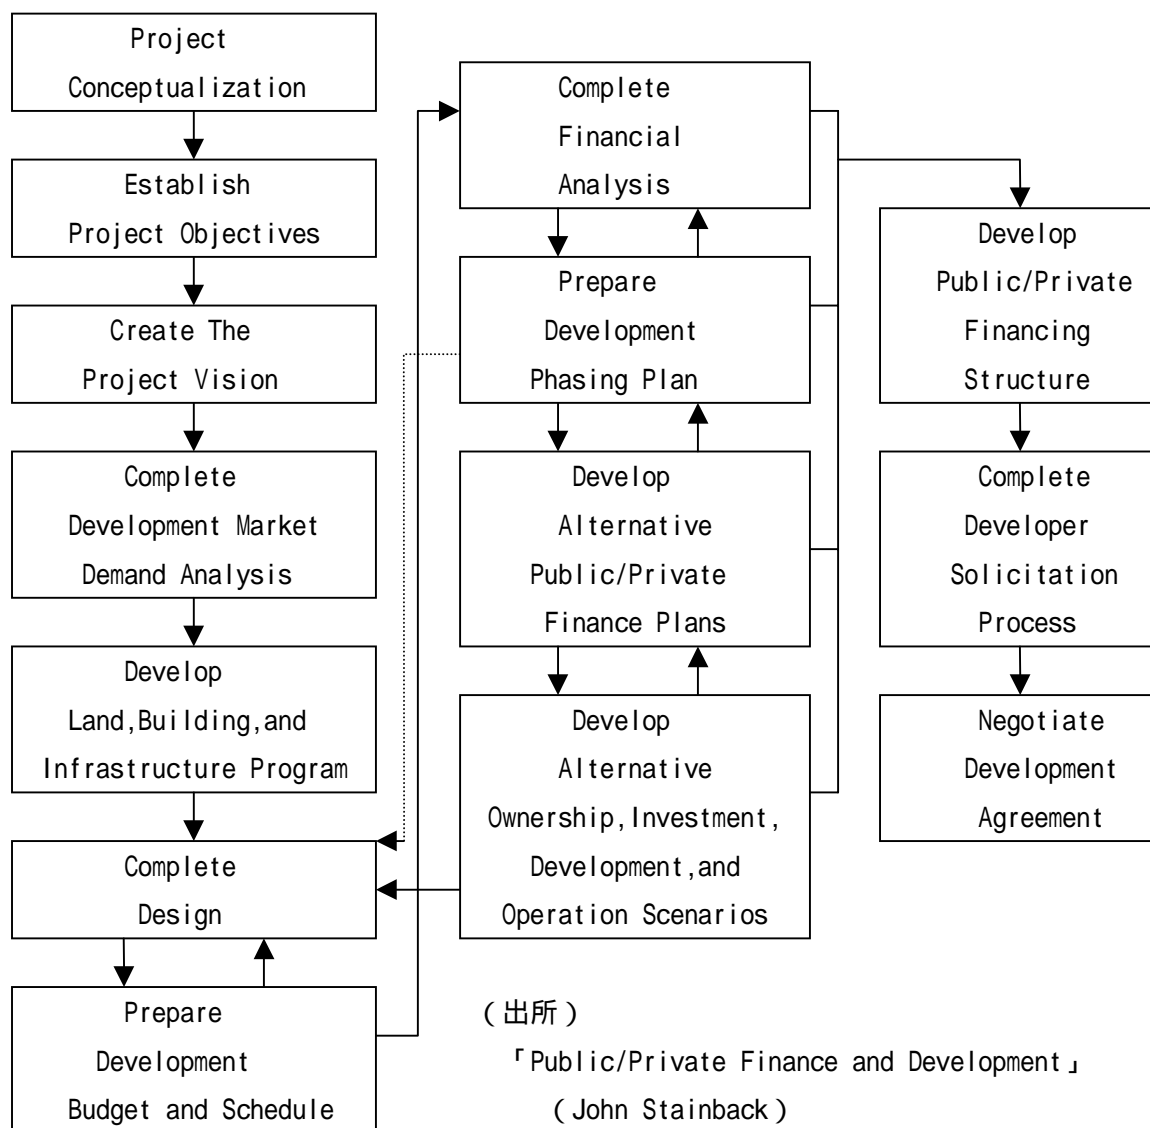 Project
Conceptualization
Establish
Project Objectives
Create The
Project Vision
Complete
Development Market
Demand Analysis
Develop
Land,Building,and
Infrastructure Program
Complete
Design
Prepare
Development
Budget and Schedule
Complete
Financial
Analysis
Prepare
Development
Phasing Plan
Develop
Alternative
Public/Private
Finance Plans
Develop
Alternative
Ownership,Investment,
Development,and
Operation Scenarios
Develop
Public/Private
Financing
Structure
Complete
Developer
Solicitation
Process
Negotiate
Development
Agreement
（出所）
「Public/Private Finance and Development」
（John Stainback）